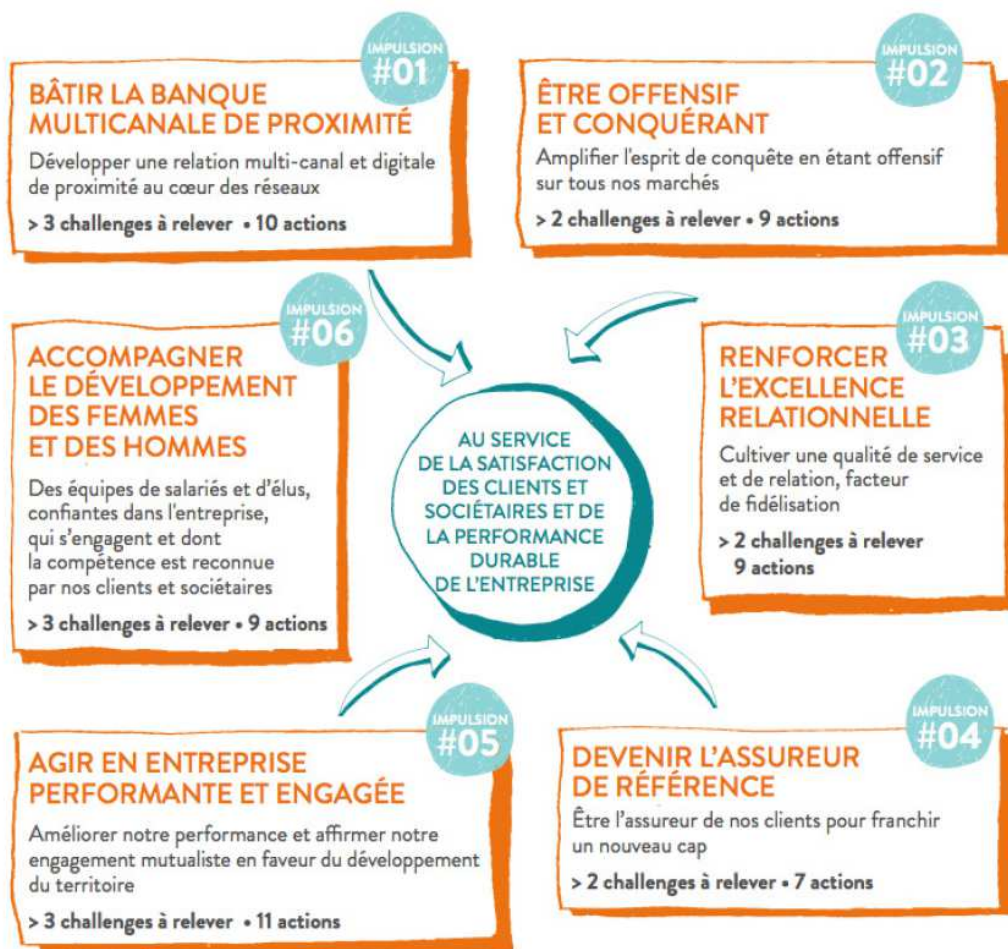 IMPULSION
#01
BÂTIR LA BANQUE
MULTICANALE DE PROXIMITÉ
Développer une relation multi-canal et digitale
de proximité au cœur des réseaux
> 3 challenges à relever • 10 actions
IMPULSION
#02
ÊTRE OFFENSIF
ET CONQUÉRANT
Amplifier l'esprit de conquête en étant offensif
sur tous nos marchés
> 2 challenges à relever • 9 actions
IMPULSION
#03
RENFORCER
L'EXCELLENCE
RELATIONNELLE
Cultiver une qualité de service
et de relation, facteur
de fidélisation
> 2 challenges à relever
9 actions
IMPULSION
#04
DEVENIR L'ASSUREUR
DE RÉFÉRENCE
Être l'assureur de nos clients pour franchir
un nouveau cap
> 2 challenges à relever • 7 actions
IMPULSION
#05
AGIR EN ENTREPRISE
PERFORMANTE ET ENGAGÉE
Améliorer notre performance et affirmer notre
engagement mutualiste en faveur du développement
du territoire
> 3 challenges à relever • 11 actions
IMPULSION
#06
ACCOMPAGNER
LE DÉVELOPPEMENT
DES FEMMES
ET DES HOMMES
Des équipes de salariés et d'élus,
confiantes dans l'entreprise,
qui s'engagent et dont
la compétence est reconnue
par nos clients et sociétaires
> 3 challenges à relever • 9 actions
AU SERVICE
DE LA SATISFACTION
DES CLIENTS ET
SOCIÉTAIRES ET DE
LA PERFORMANCE
DURABLE
DE L'ENTREPRISE